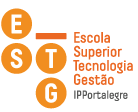 E
S T
G
Escola
Superior
Tecnologia
Gestão
IPPortalegre